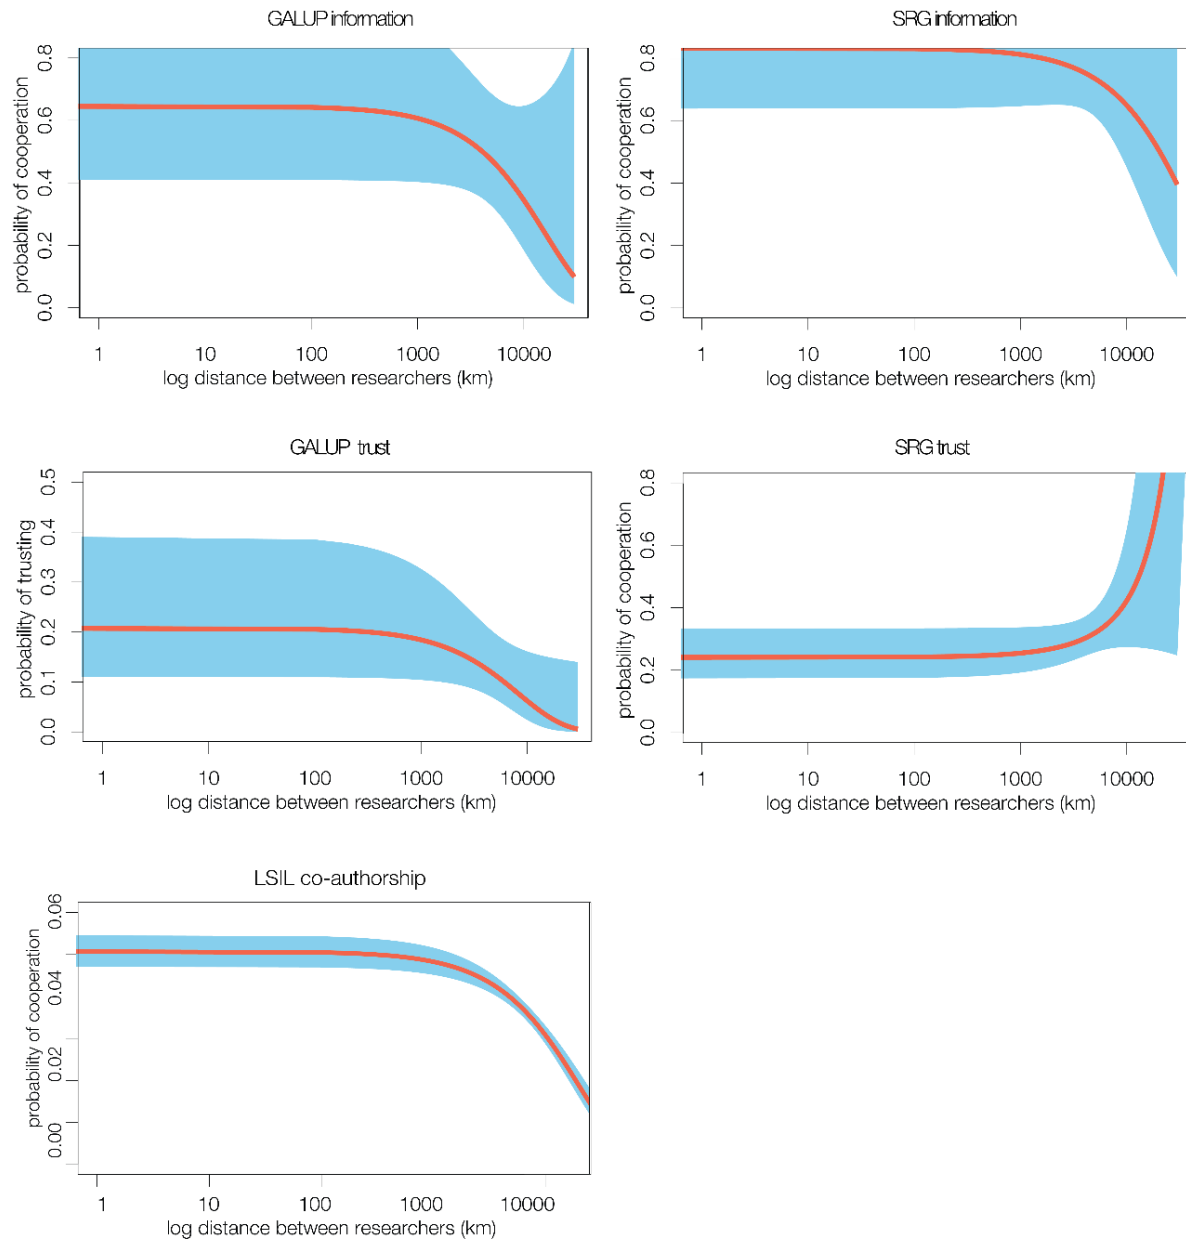 GALUP information
probability of cooperation
0.0 0.2 0.4 0.6 0.8
1 10 100 1000 10000
log distance between researchers (km)
SRG information
probability of cooperation
0.0 0.2 0.4 0.6 0.8
1 10 100 1000 10000
log distance between researchers (km)
GALUP trust
probability of trusting
0.0 0.1 0.2 0.3 0.4 0.5
1 10 100 1000 10000
log distance between researchers (km)
SRG trust
probability of cooperation
0.0 0.2 0.4 0.6 0.8
1 10 100 1000 10000
log distance between researchers (km)
LSIL co-authorship
probability of cooperation
0.00 0.02 0.04 0.06
1 10 100 1000 10000
log distance between researchers (km)